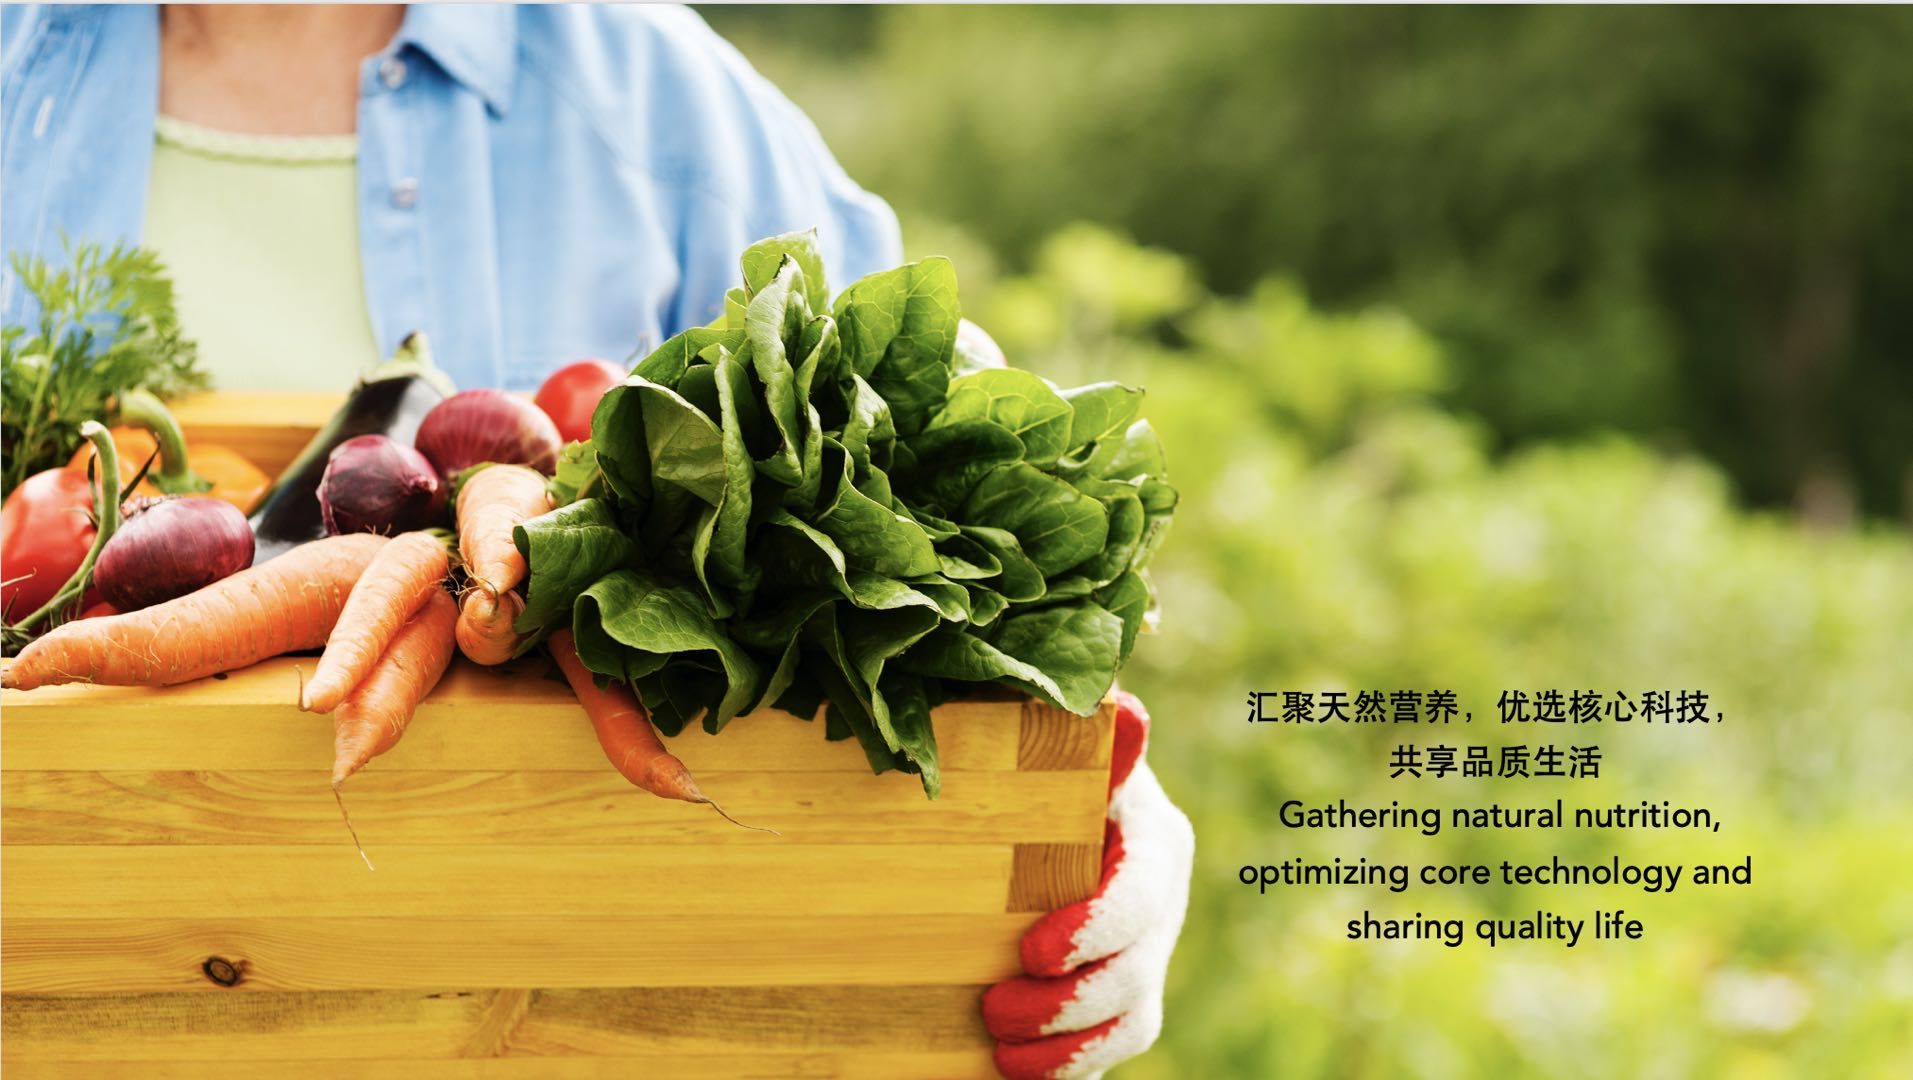 汇聚天然营养，优选核心科技，
共享品质生活
Gathering natural nutrition,
optimizing core technology and
sharing quality life